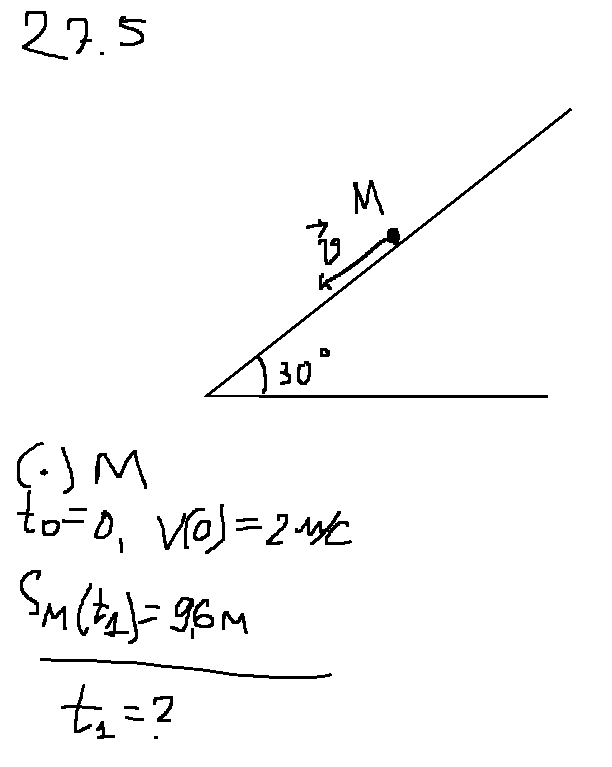 27.5
M
v
30°
(·) M
t₀=0, V(0)=2 м/с
S_M(t₁)=9,6 м
t₁=?